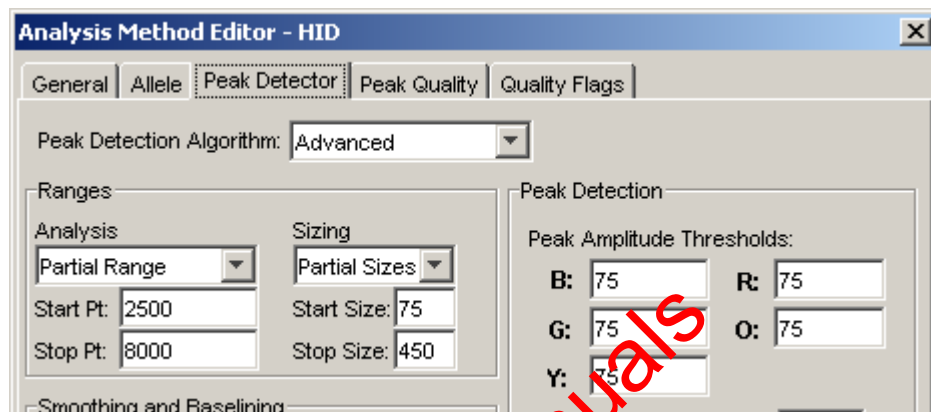 Analysis Method Editor - HID
General Allele Peak Detector Peak Quality Quality Flags
Peak Detection Algorithm: Advanced
Ranges
Analysis Sizing
Partial Range Partial Sizes
Start Pt: 2500 Start Size: 75
Stop Pt: 8000 Stop Size: 450
Smoothing and Baselining
Peak Detection
Peak Amplitude Thresholds:
B: 75 R: 75
G: 75 O: 75
Y: 75